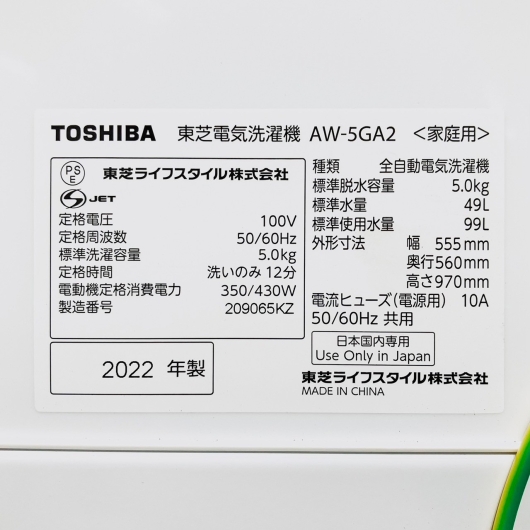 TOSHIBA 東芝電気洗濯機 AW-5GA2 <家庭用>
PS
E
東芝ライフスタイル株式会社
S JET
定格電圧 100V
定格周波数 50/60Hz
標準洗濯容量 5.0kg
定格時間 洗いのみ 12分
電動機定格消費電力 350/430W
製造番号 209065KZ
2022 年製
種類 全自動電気洗濯機
標準脱水容量 5.0kg
標準水量 49L
標準使用水量 99L
外形寸法 幅 555mm
奥行560mm
高さ970mm
電流ヒューズ(電源用) 10A
50/60Hz 共用
日本国内専用
Use Only in Japan
東芝ライフスタイル株式会社
MADE IN CHINA